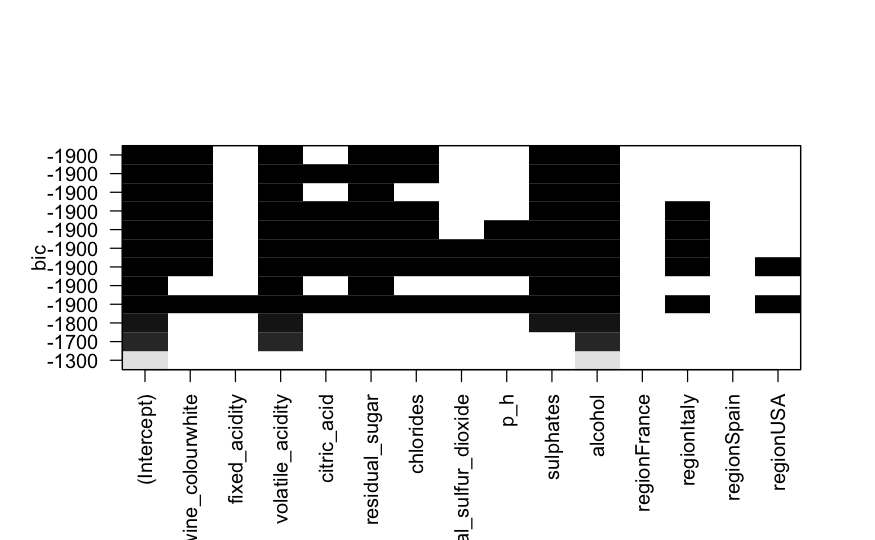 bic
-1900
-1900
-1900
-1900
-1900
-1900
-1900
-1900
-1900
-1800
-1700
-1300
(Intercept)
wine_colourwhite
fixed_acidity
volatile_acidity
citric_acid
residual_sugar
chlorides
al_sulfur_dioxide
p_h
sulphates
alcohol
regionFrance
regionItaly
regionSpain
regionUSA